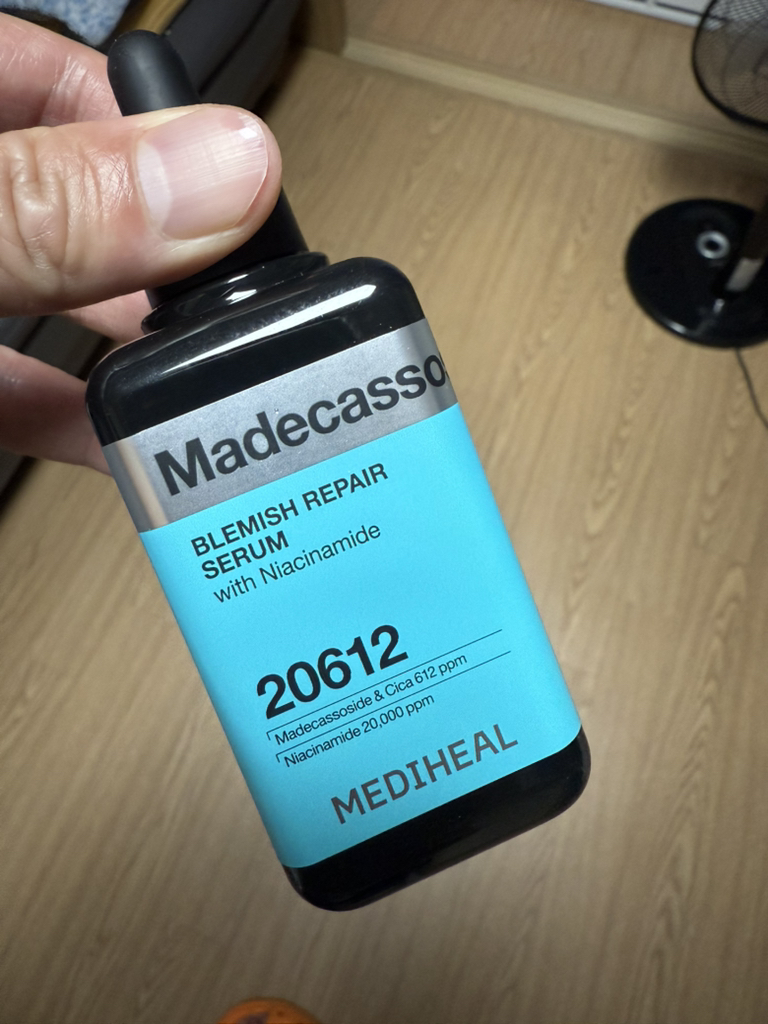 Madecasso
BLEMISH REPAIR
SERUM
with Niacinamide
20612
Madecassoside & Cica 612 ppm
Niacinamide 20,000 ppm
MEDIHEAL